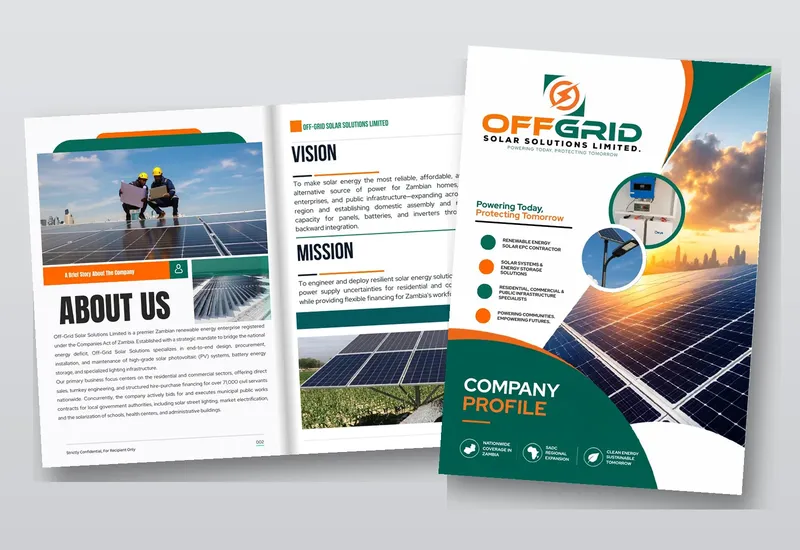 A Brief Story About The Company
ABOUT US
Off-Grid Solar Solutions Limited is a premier Zambian renewable energy enterprise registered
under the Companies Act of Zambia. Established with a strategic mandate to bridge the national
energy deficit, Off-Grid Solar Solutions specializes in end-to-end design, procurement,
installation, and maintenance of high-grade solar photovoltaic (PV) systems, battery energy
storage, and specialized lighting infrastructure.
Our primary business focus centers on the residential and commercial sectors, offering direct
sales, turnkey engineering, and structured hire-purchase financing for over 71,000 civil servants
nationwide. Concurrently, the company actively bids for and executes municipal public works
contracts for local government authorities, including solar street lighting, market electrification,
and the solarization of schools, health centers, and administrative buildings.
Strictly Confidential, For Recipient Only
002
OFF-GRID SOLAR SOLUTIONS LIMITED
VISION
To make solar energy the most reliable, affordable,
alternative source of power for Zambian homes,
enterprises, and public infrastructure—expanding across
region and establishing domestic assembly and
capacity for panels, batteries, and inverters
backward integration.
MISSION
To engineer and deploy resilient solar energy
power supply uncertainties for residential and
while providing flexible financing for Zambia's
OFFGRID
SOLAR SOLUTIONS LIMITED.
POWERING TODAY, PROTECTING TOMORROW
Powering Today,
Protecting Tomorrow
RENEWABLE ENERGY
SOLAR EPC CONTRACTOR
SOLAR SYSTEMS &
ENERGY STORAGE
SOLUTIONS
RESIDENTIAL, COMMERCIAL &
PUBLIC INFRASTRUCTURE
SPECIALISTS
POWERING COMMUNITIES,
EMPOWERING FUTURES.
COMPANY
PROFILE
NATIONWIDE
COVERAGE IN
ZAMBIA
SADC
REGIONAL
EXPANSION
CLEAN ENERGY
SUSTAINABLE
TOMORROW